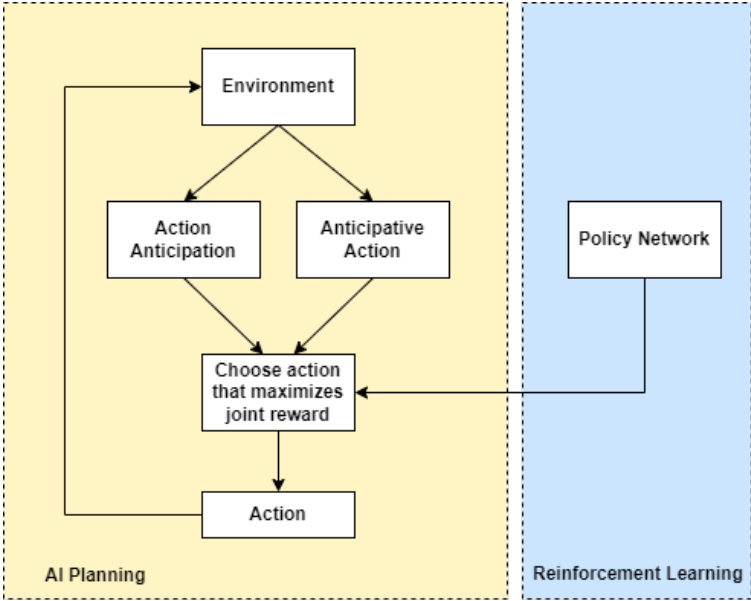 Environment
Action
Anticipation
Anticipative
Action
Policy Network
Choose action
that maximizes
joint reward
Action
AI Planning
Reinforcement Learning